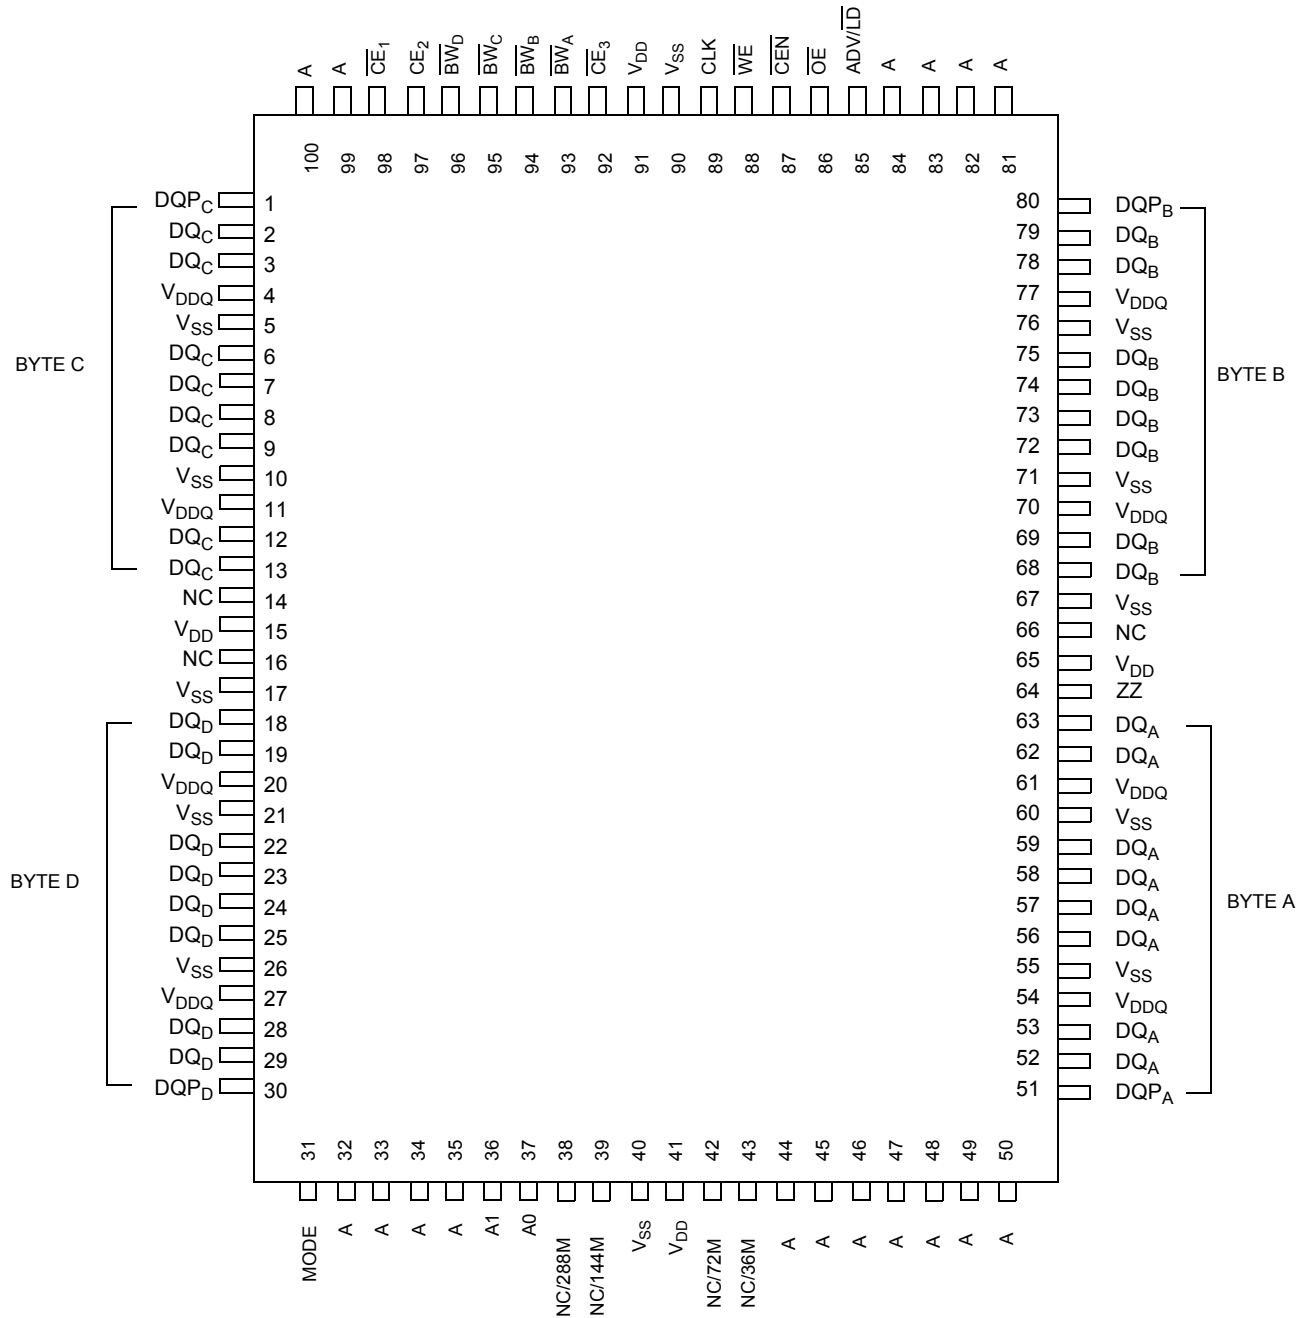 A A CE1 CE2 BWD BWC BWB BWA CE3 VDD VSS CLK WE CEN OE ADV/LD A A A A
100 99 98 97 96 95 94 93 92 91 90 89 88 87 86 85 84 83 82 81
DQPC 1 80 DQPB
DQC 2 79 DQB
DQC 3 78 DQB
VDDQ 4 77 VDDQ
VSS 5 76 VSS
DQC 6 75 DQB
BYTE C
BYTE B
DQC 7 74 DQB
DQC 8 73 DQB
DQC 9 72 DQB
VSS 10 71 VSS
VDDQ 11 70 VDDQ
DQC 12 69 DQB
DQC 13 68 DQB
NC 14 67 VSS
VDD 15 66 NC
NC 16 65 VDD
VSS 17 64 ZZ
DQD 18 63 DQA
DQD 19 62 DQA
VDDQ 20 61 VDDQ
VSS 21 60 VSS
DQD 22 59 DQA
DQD 23 58 DQA
BYTE D
BYTE A
DQD 24 57 DQA
DQD 25 56 DQA
VSS 26 55 VSS
VDDQ 27 54 VDDQ
DQD 28 53 DQA
DQD 29 52 DQA
DQPD 30 51 DQPA
31 32 33 34 35 36 37 38 39 40 41 42 43 44 45 46 47 48 49 50
MODE A A A A A1 A0 NC/288M NC/144M VSS VDD NC/72M NC/36M A A A A A A A